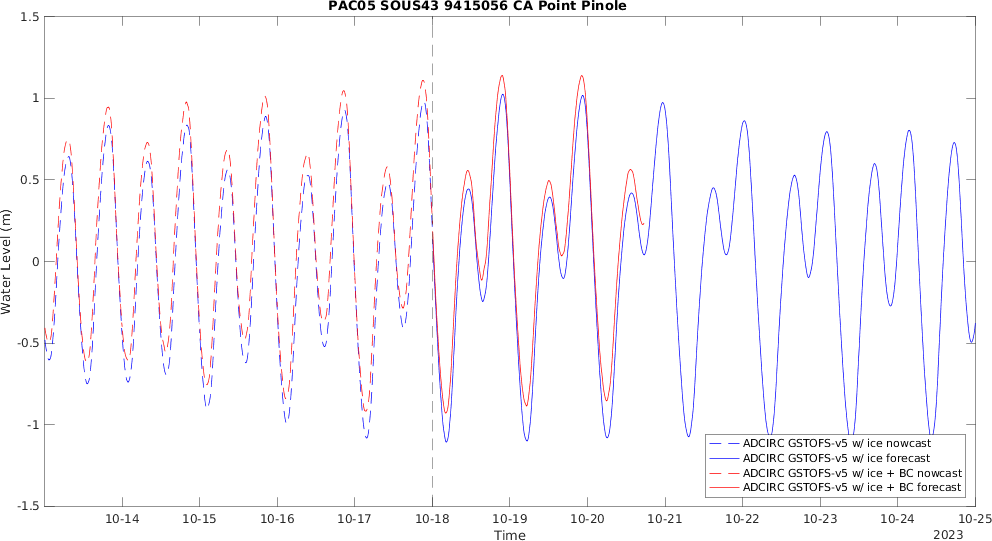 PAC05 SOUS43 9415056 CA Point Pinole
1.5
1
0.5
0
-0.5
-1
-1.5
Water Level (m)
10-14
10-15
10-16
10-17
10-18
10-19
10-20
10-21
10-22
10-23
10-24
10-25
Time
2023
ADCIRC GSTOFS-v5 w/ ice nowcast
ADCIRC GSTOFS-v5 w/ ice forecast
ADCIRC GSTOFS-v5 w/ ice + BC nowcast
ADCIRC GSTOFS-v5 w/ ice + BC forecast